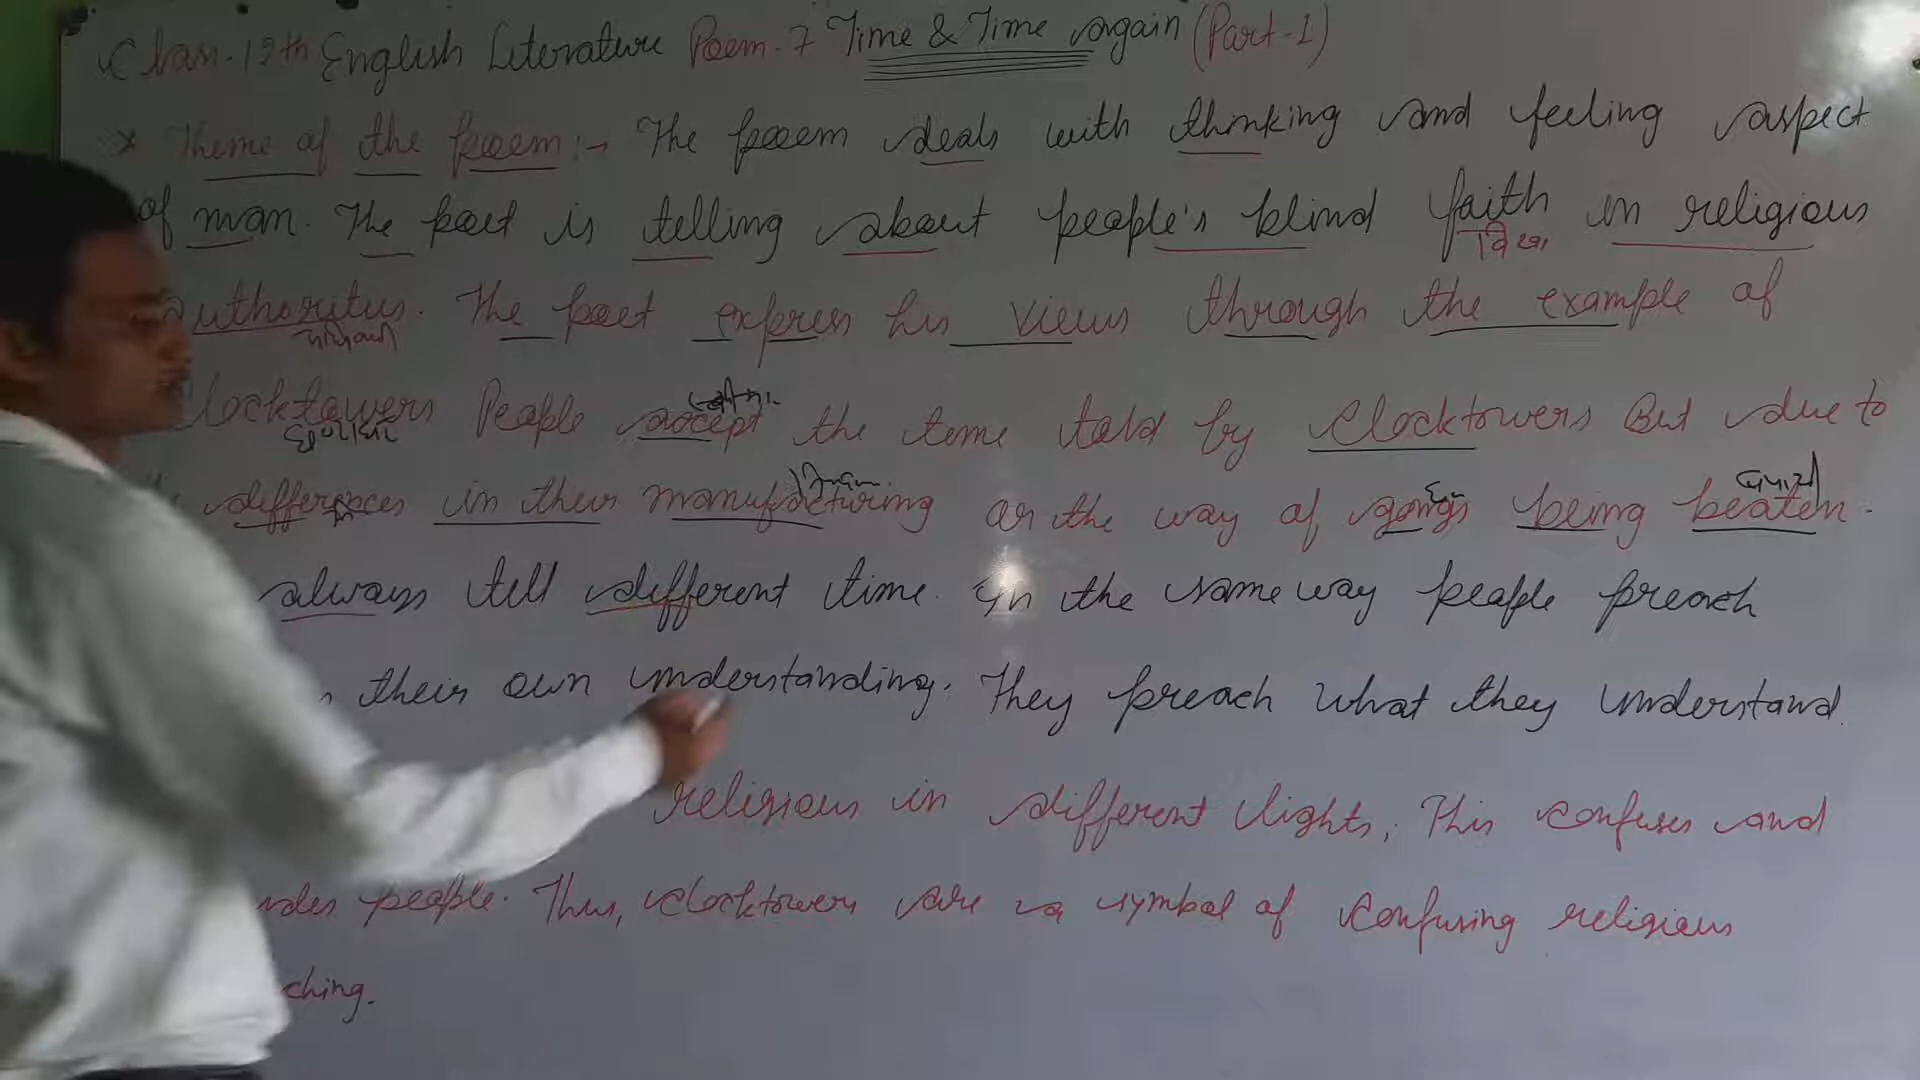 Class-12th English Literature Poem-7 Time & Time again (Part-1)
* Theme of the poem:- The poem deals with thinking and feeling aspect
of man. The poet is telling about people's blind faith in religious
authorities. The poet express his views through the example of
Clocktowers People accept the time told by Clocktowers But due to
differences in their manufacturing or the way of gongs being beaten.
always tell different time. In the same way people preach
their own understanding. They preach what they understand.
religious in different lights, This confuses and
people. Thus, clocktowers are a symbol of confusing religious
ching.